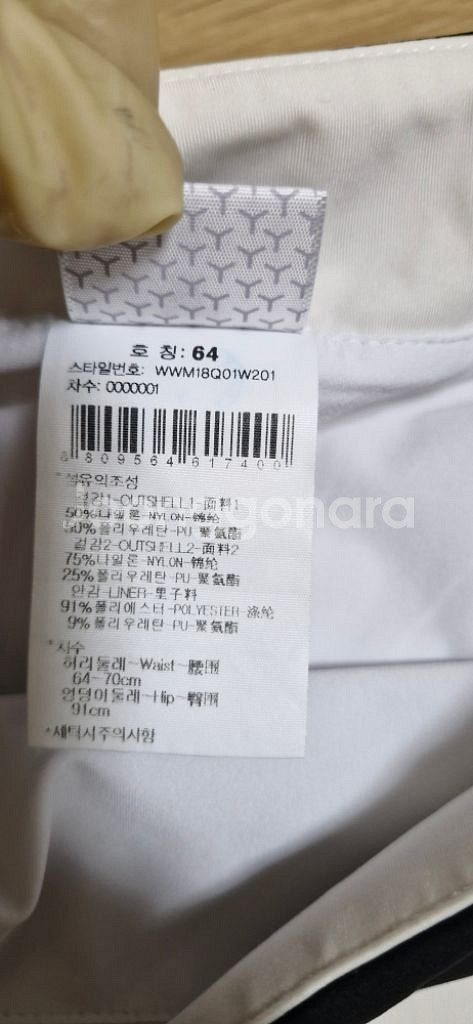 호 칭: 64
스타일번호: WWM18Q01W201
차수: 0000001
8 809564 617400
*섬유의조성
겉감1-OUTSHELL1-面料1
50%나일론-NYLON-锦纶
50%폴리우레탄-PU-聚氨酯
겉감2-OUTSHELL2-面料2
75%나일론-NYLON-锦纶
25%폴리우레탄-PU-聚氨酯
안감-LINER-里子料
91%폴리에스터-POLYESTER-涤纶
9%폴리우레탄-PU-聚氨酯
*치수
허리둘레-Waist-腰围
64-70cm
엉덩이둘레-Hip-臀围
91cm
*세탁시주의사항